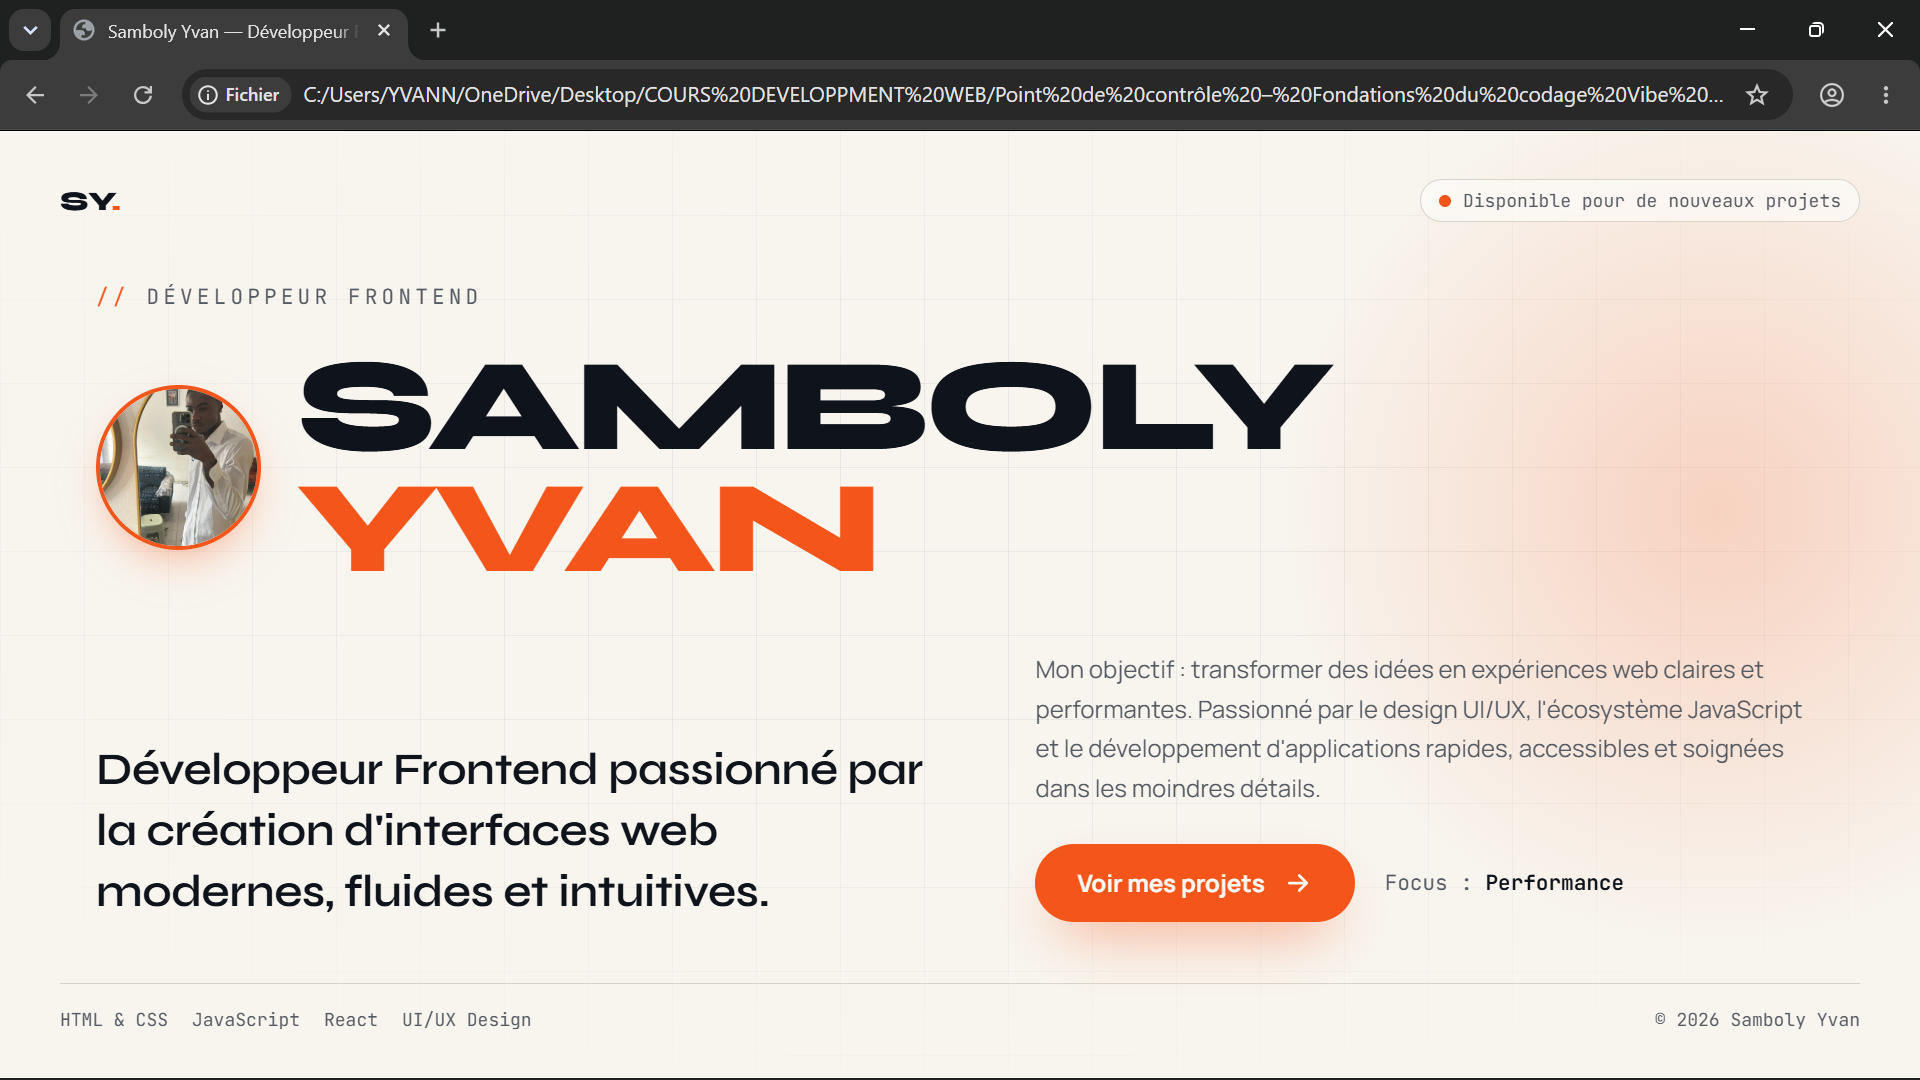 Samboly Yvan — Développeur
Fichier
C:/Users/YVANN/OneDrive/Desktop/COURS%20DEVELOPPMENT%20WEB/Point%20de%20contrôle%20–%20Fondations%20du%20codage%20Vibe%20...
SY.
Disponible pour de nouveaux projets
// DÉVELOPPEUR FRONTEND
SAMBOLY
YVAN
Développeur Frontend passionné par
la création d'interfaces web
modernes, fluides et intuitives.
Mon objectif : transformer des idées en expériences web claires et
performantes. Passionné par le design UI/UX, l'écosystème JavaScript
et le développement d'applications rapides, accessibles et soignées
dans les moindres détails.
Voir mes projets →
Focus : Performance
HTML & CSS JavaScript React UI/UX Design
© 2026 Samboly Yvan